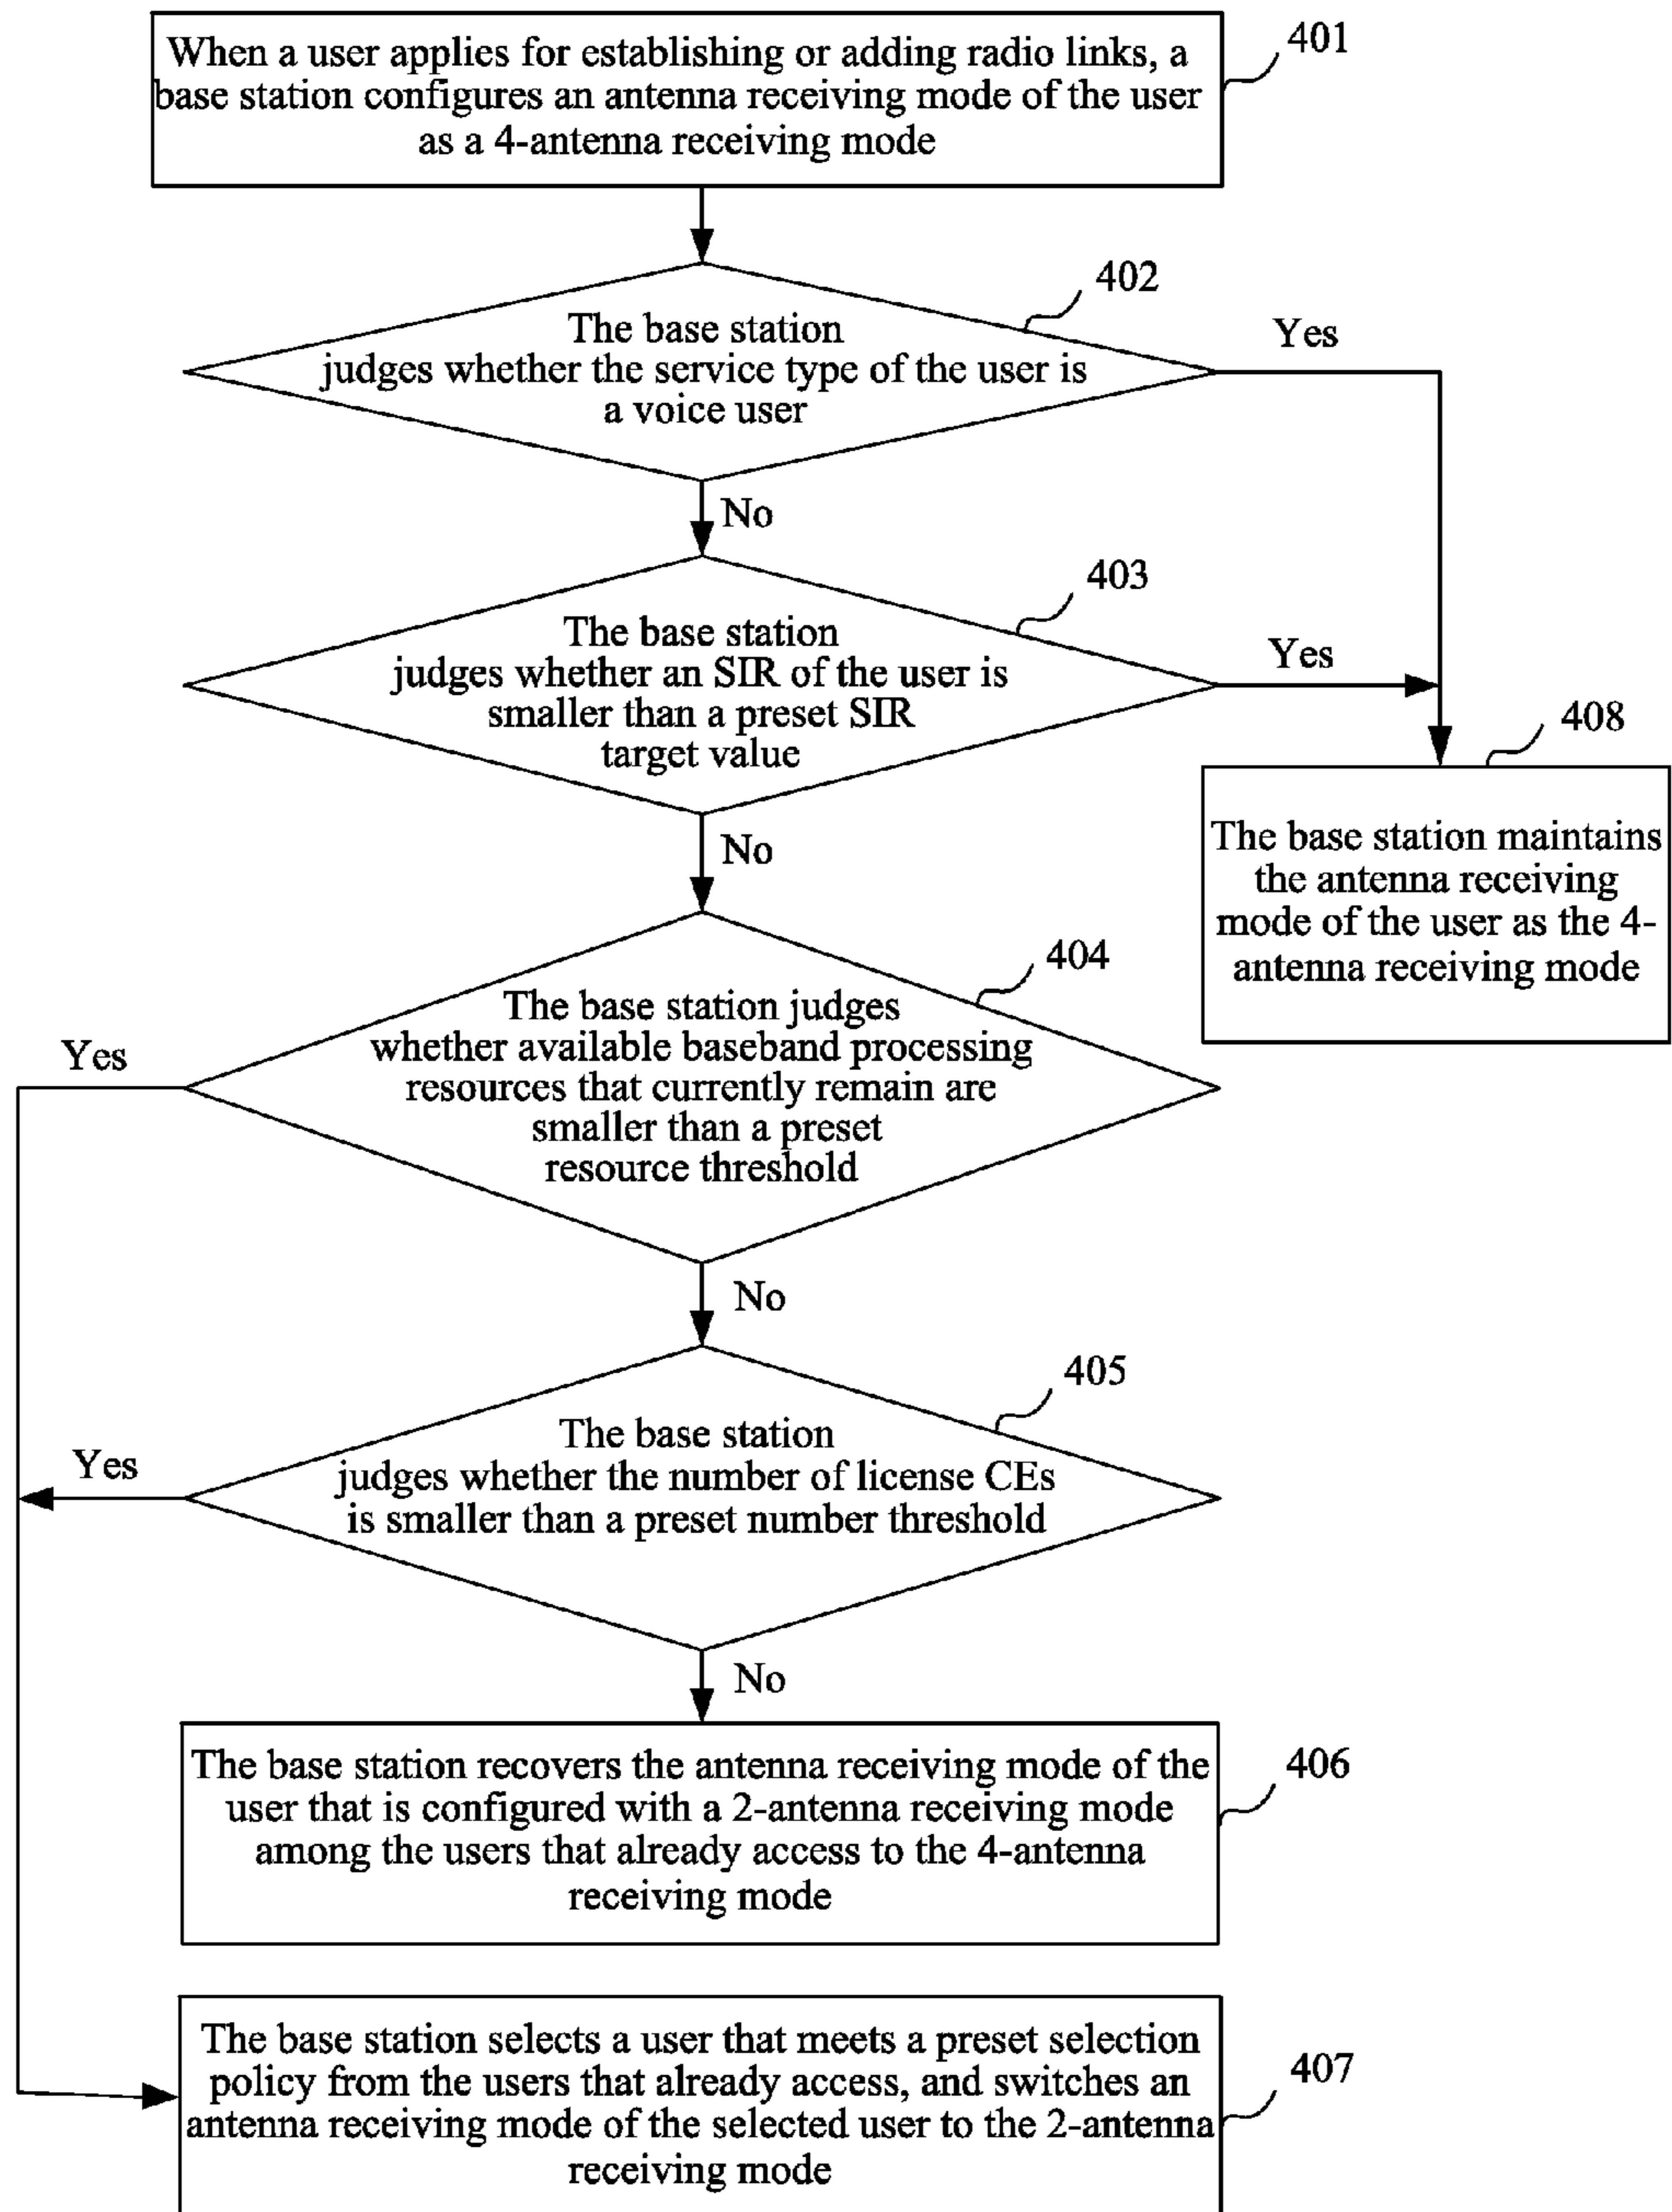 When a user applies for establishing or adding radio links, a
base station configures an antenna receiving mode of the user
as a 4-antenna receiving mode
401
402
The base station
judges whether the service type of the user is
a voice user
Yes
No
403
The base station
judges whether an SIR of the user is
smaller than a preset SIR
target value
Yes
No
408
The base station maintains
the antenna receiving
mode of the user as the 4-
antenna receiving mode
404
The base station judges
whether available baseband processing
resources that currently remain are
smaller than a preset
resource threshold
Yes
No
405
The base station
judges whether the number of license CEs
is smaller than a preset number threshold
Yes
No
The base station recovers the antenna receiving mode of the
user that is configured with a 2-antenna receiving mode
among the users that already access to the 4-antenna
receiving mode
406
The base station selects a user that meets a preset selection
policy from the users that already access, and switches an
antenna receiving mode of the selected user to the 2-antenna
receiving mode
407